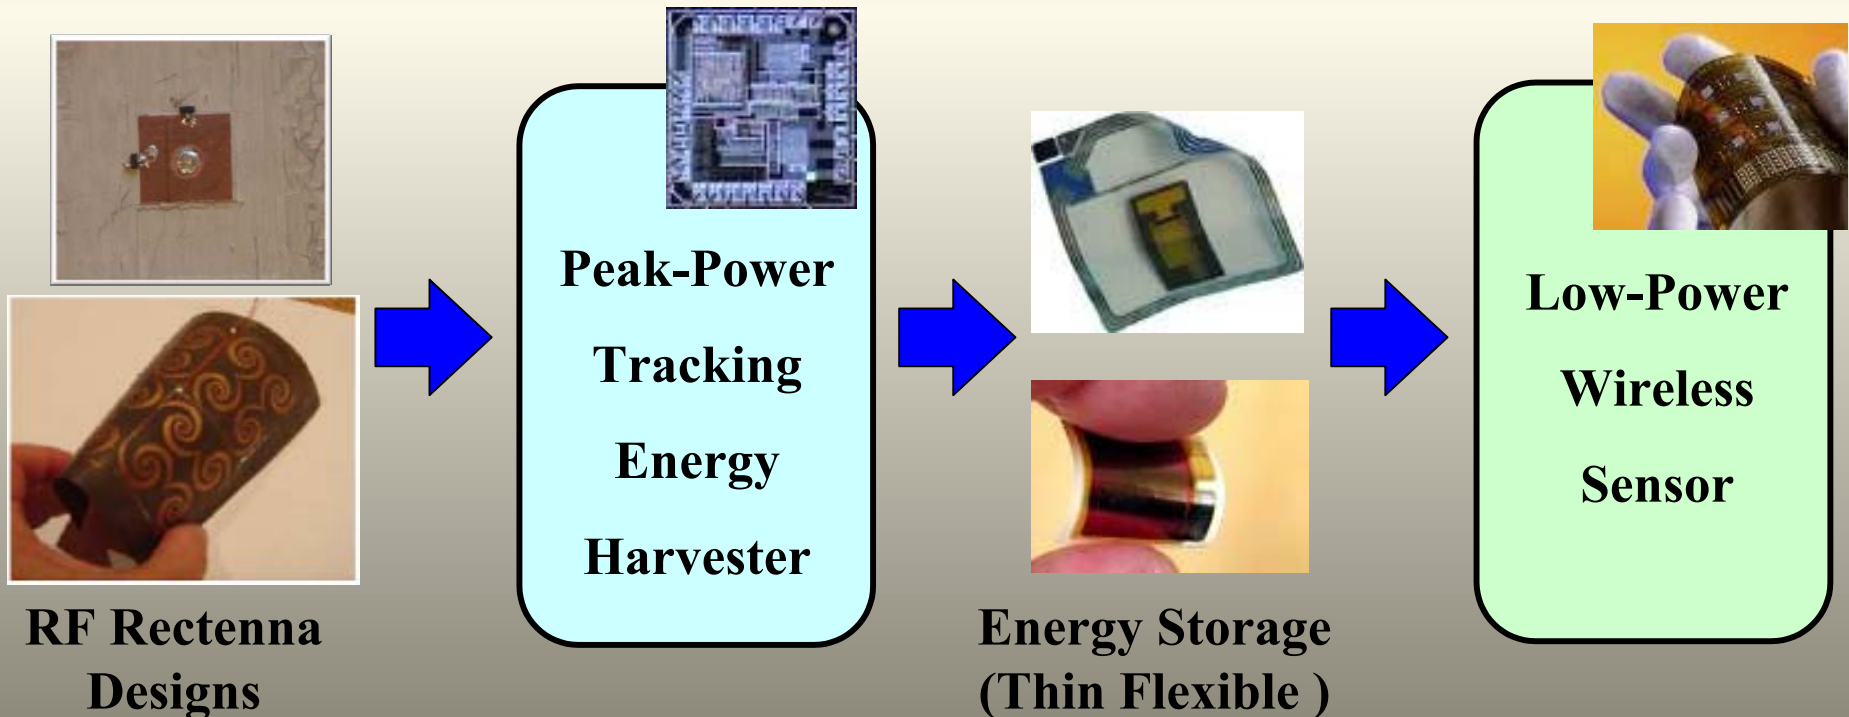 RF Rectenna
Designs
Peak-Power
Tracking
Energy
Harvester
Energy Storage
(Thin Flexible )
Low-Power
Wireless
Sensor